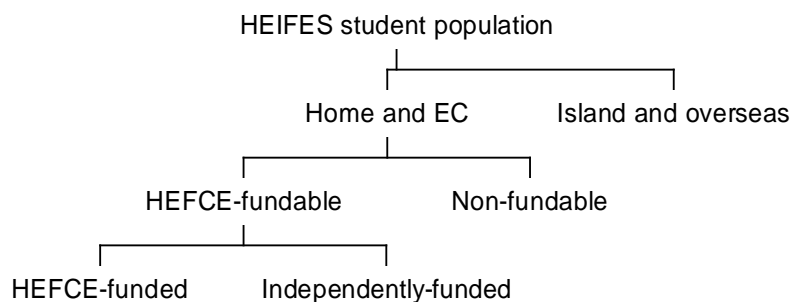 HEIFES student population
Home and EC Island and overseas
HEFCE-fundable Non-fundable
HEFCE-funded Independently-funded